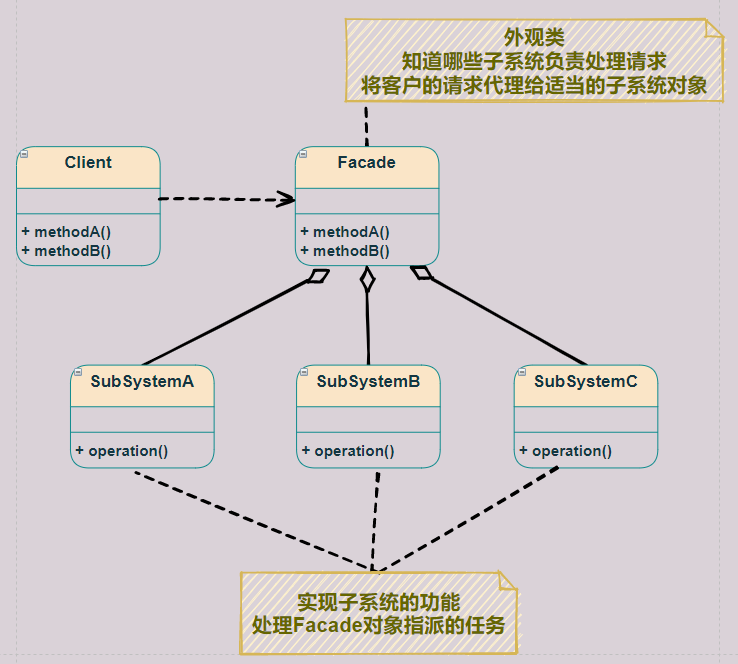 外观类
知道哪些子系统负责处理请求
将客户的请求代理给适当的子系统对象
Client
+ methodA()
+ methodB()
Facade
+ methodA()
+ methodB()
SubSystemA
+ operation()
SubSystemB
+ operation()
SubSystemC
+ operation()
实现子系统的功能
处理Facade对象指派的任务